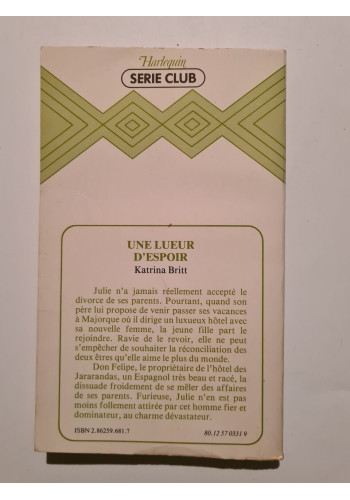 Harlequin
SERIE CLUB
UNE LUEUR
D'ESPOIR
Katrina Britt
Julie n'a jamais réellement accepté le
divorce de ses parents. Pourtant, quand son
père lui propose de venir passer ses vacances
à Majorque où il dirige un luxueux hôtel avec
sa nouvelle femme, la jeune fille part le
rejoindre. Ravie de le revoir, elle ne peut
s'empêcher de souhaiter la réconciliation des
deux êtres qu'elle aime le plus du monde.
Don Felipe, le propriétaire de l'hôtel des
Jararandas, un Espagnol très beau et racé, la
dissuade froidement de se mêler des affaires
de ses parents. Furieuse, Julie n'en est pas
moins follement attirée par cet homme fier et
dominateur, au charme dévastateur.
ISBN 2.86259.681.7 80.12 57 0331 9